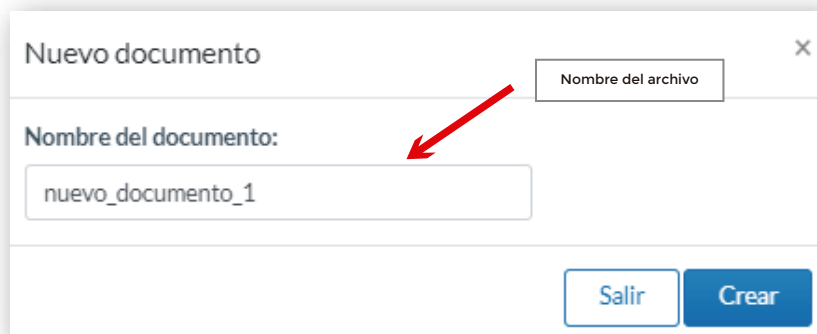 Nuevo documento ×
Nombre del archivo
Nombre del documento:
nuevo_documento_1
Salir Crear